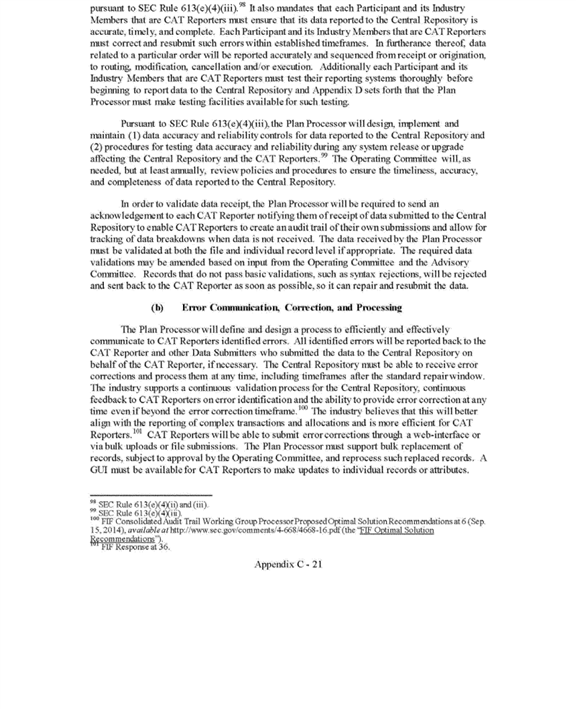 pursuant to SEC Rule 613(e)(4)(iii).98 It also mandates that each Participant and its Industry
Members that are CAT Reporters must ensure that its data reported to the Central Repository is
accurate, timely, and complete. Each Participant and its Industry Members that are CAT Reporters
must correct and resubmit such errors within established timeframes. In furtherance thereof, data
related to a particular order will be reported accurately and sequenced from receipt or origination,
to routing, modification, cancellation and/or execution. Additionally each Participant and its
Industry Members that are CAT Reporters must test their reporting systems thoroughly before
beginning to report data to the Central Repository and Appendix D sets forth that the Plan
Processor must make testing facilities available for such testing.
Pursuant to SEC Rule 613(e)(4)(iii), the Plan Processor will design, implement and
maintain (1) data accuracy and reliability controls for data reported to the Central Repository and
(2) procedures for testing data accuracy and reliability during any system release or upgrade
affecting the Central Repository and the CAT Reporters.99 The Operating Committee will, as
needed, but at least annually, review policies and procedures to ensure the timeliness, accuracy,
and completeness of data reported to the Central Repository.
In order to validate data receipt, the Plan Processor will be required to send an
acknowledgement to each CAT Reporter notifying them of receipt of data submitted to the Central
Repository to enable CAT Reporters to create an audit trail of their own submissions and allow for
tracking of data breakdowns when data is not received. The data received by the Plan Processor
must be validated at both the file and individual record level if appropriate. The required data
validations may be amended based on input from the Operating Committee and the Advisory
Committee. Records that do not pass basic validations, such as syntax rejections, will be rejected
and sent back to the CAT Reporter as soon as possible, so it can repair and resubmit the data.
(b) Error Communication, Correction, and Processing
The Plan Processor will define and design a process to efficiently and effectively
communicate to CAT Reporters identified errors. All identified errors will be reported back to the
CAT Reporter and other Data Submitters who submitted the data to the Central Repository on
behalf of the CAT Reporter, if necessary. The Central Repository must be able to receive error
corrections and process them at any time, including timeframes after the standard repair window.
The industry supports a continuous validation process for the Central Repository, continuous
feedback to CAT Reporters on error identification and the ability to provide error correction at any
time even if beyond the error correction timeframe.100 The industry believes that this will better
align with the reporting of complex transactions and allocations and is more efficient for CAT
Reporters.101 CAT Reporters will be able to submit error corrections through a web-interface or
via bulk uploads or file submissions. The Plan Processor must support bulk replacement of
records, subject to approval by the Operating Committee, and reprocess such replaced records. A
GUI must be available for CAT Reporters to make updates to individual records or attributes.
98 SEC Rule 613(e)(4)(ii) and (iii).
99 SEC Rule 613(e)(4)(iii).
100 FIF Consolidated Audit Trail Working Group Processor Proposed Optimal Solution Recommendations at 6 (Sep.
15, 2014), available at http://www.sec.gov/comments/4-668/4668-16.pdf (the "FIF Optimal Solution
Recommendations").
101 FIF Response at 36.
Appendix C - 21